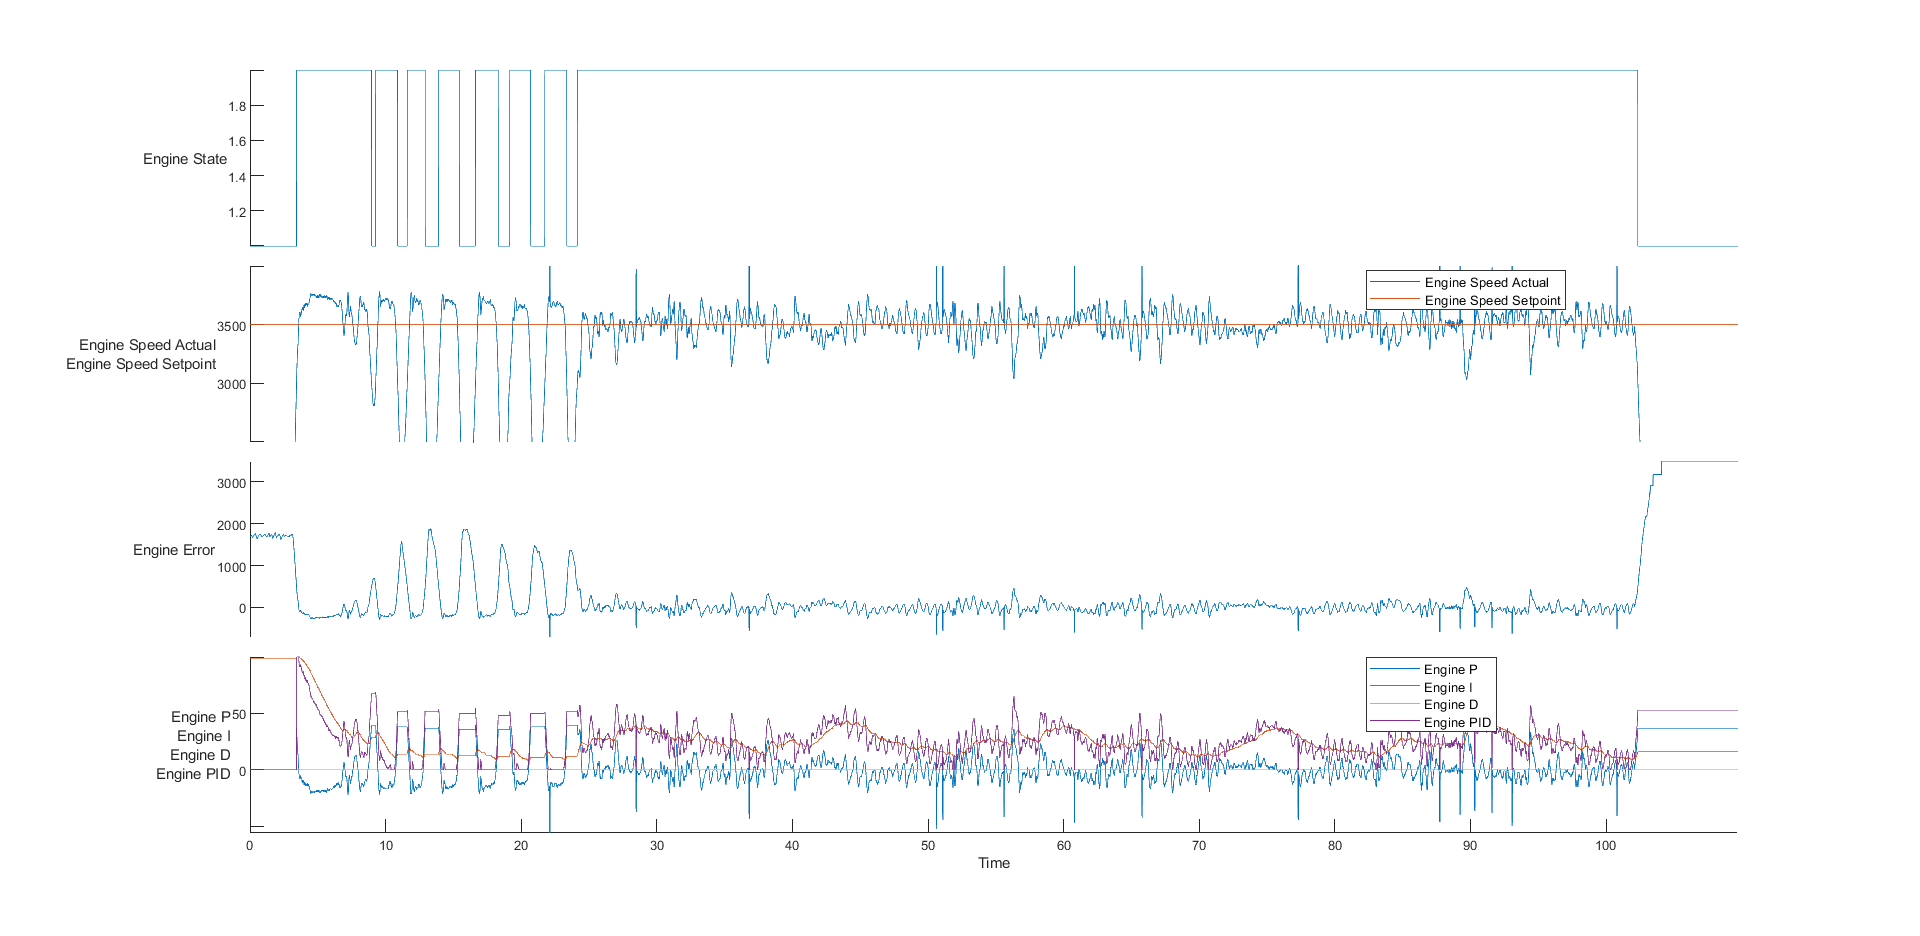 1.8
1.6
Engine State
1.4
1.2
Engine Speed Actual
Engine Speed Setpoint
3500
Engine Speed Actual
Engine Speed Setpoint
3000
3000
2000
Engine Error
1000
0
Engine P
Engine I
Engine D
Engine PID
50
0
Engine P
Engine I
Engine D
Engine PID
0 10 20 30 40 50 60 70 80 90 100
Time